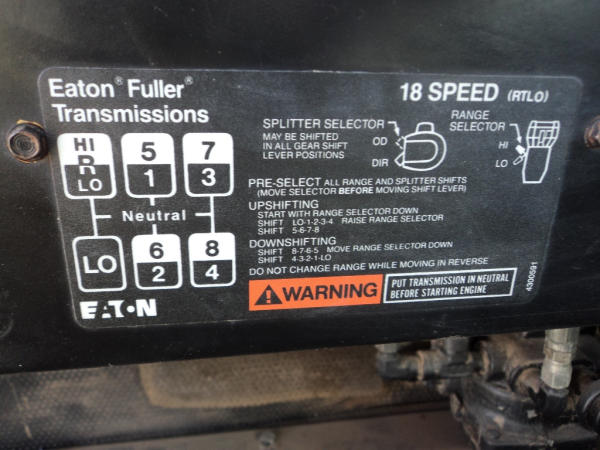 Eaton® Fuller®
Transmissions
18 SPEED (RTLO)
HI
R
LO
5
1
7
3
Neutral
LO
6
2
8
4
EATON
SPLITTER SELECTOR
MAY BE SHIFTED
IN ALL GEAR SHIFT
LEVER POSITIONS
OD
DIR
RANGE
SELECTOR
HI
LO
PRE-SELECT ALL RANGE AND SPLITTER SHIFTS
(MOVE SELECTOR BEFORE MOVING SHIFT LEVER)
UPSHIFTING
START WITH RANGE SELECTOR DOWN
SHIFT LO-1-2-3-4 RAISE RANGE SELECTOR
SHIFT 5-6-7-8
DOWNSHIFTING
SHIFT 8-7-6-5 MOVE RANGE SELECTOR DOWN
SHIFT 4-3-2-1-LO
DO NOT CHANGE RANGE WHILE MOVING IN REVERSE
WARNING
PUT TRANSMISSION IN NEUTRAL
BEFORE STARTING ENGINE
4300591